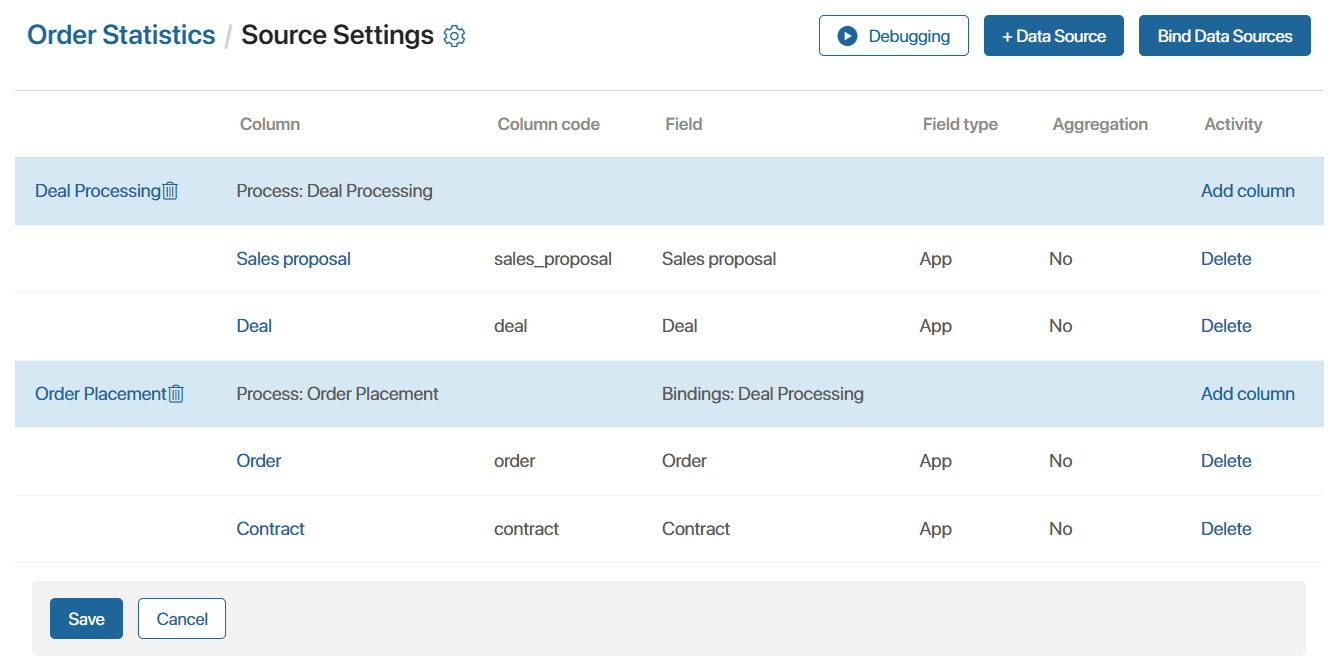 Order Statistics / Source Settings
Debugging
+ Data Source
Bind Data Sources
Column Column code Field Field type Aggregation Activity
Deal Processing Process: Deal Processing Add column
Sales proposal sales_proposal Sales proposal App No Delete
Deal deal Deal App No Delete
Order Placement Process: Order Placement Bindings: Deal Processing Add column
Order order Order App No Delete
Contract contract Contract App No Delete
Save Cancel